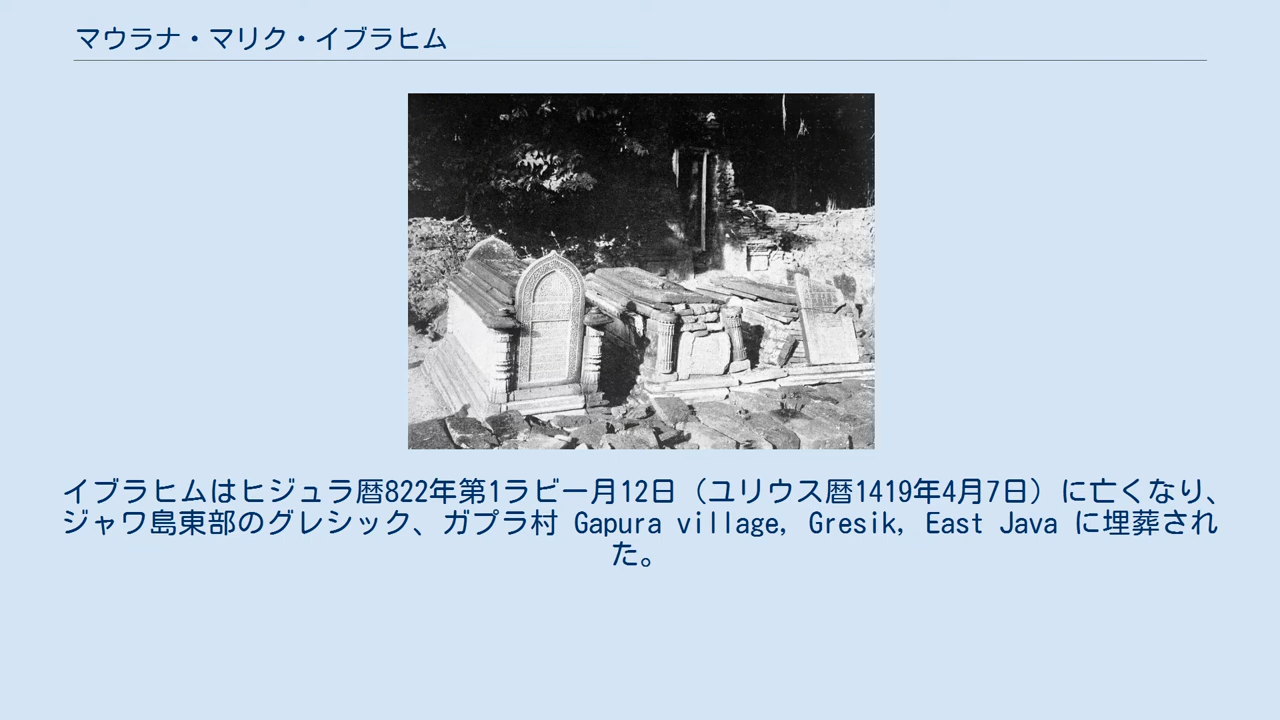 マウラナ・マリク・イブラヒム
イブラヒムはヒジュラ暦822年第1ラビー月12日（ユリウス暦1419年4月7日）に亡くなり、
ジャワ島東部のグレシック、ガプラ村 Gapura village, Gresik, East Java に埋葬され
た。